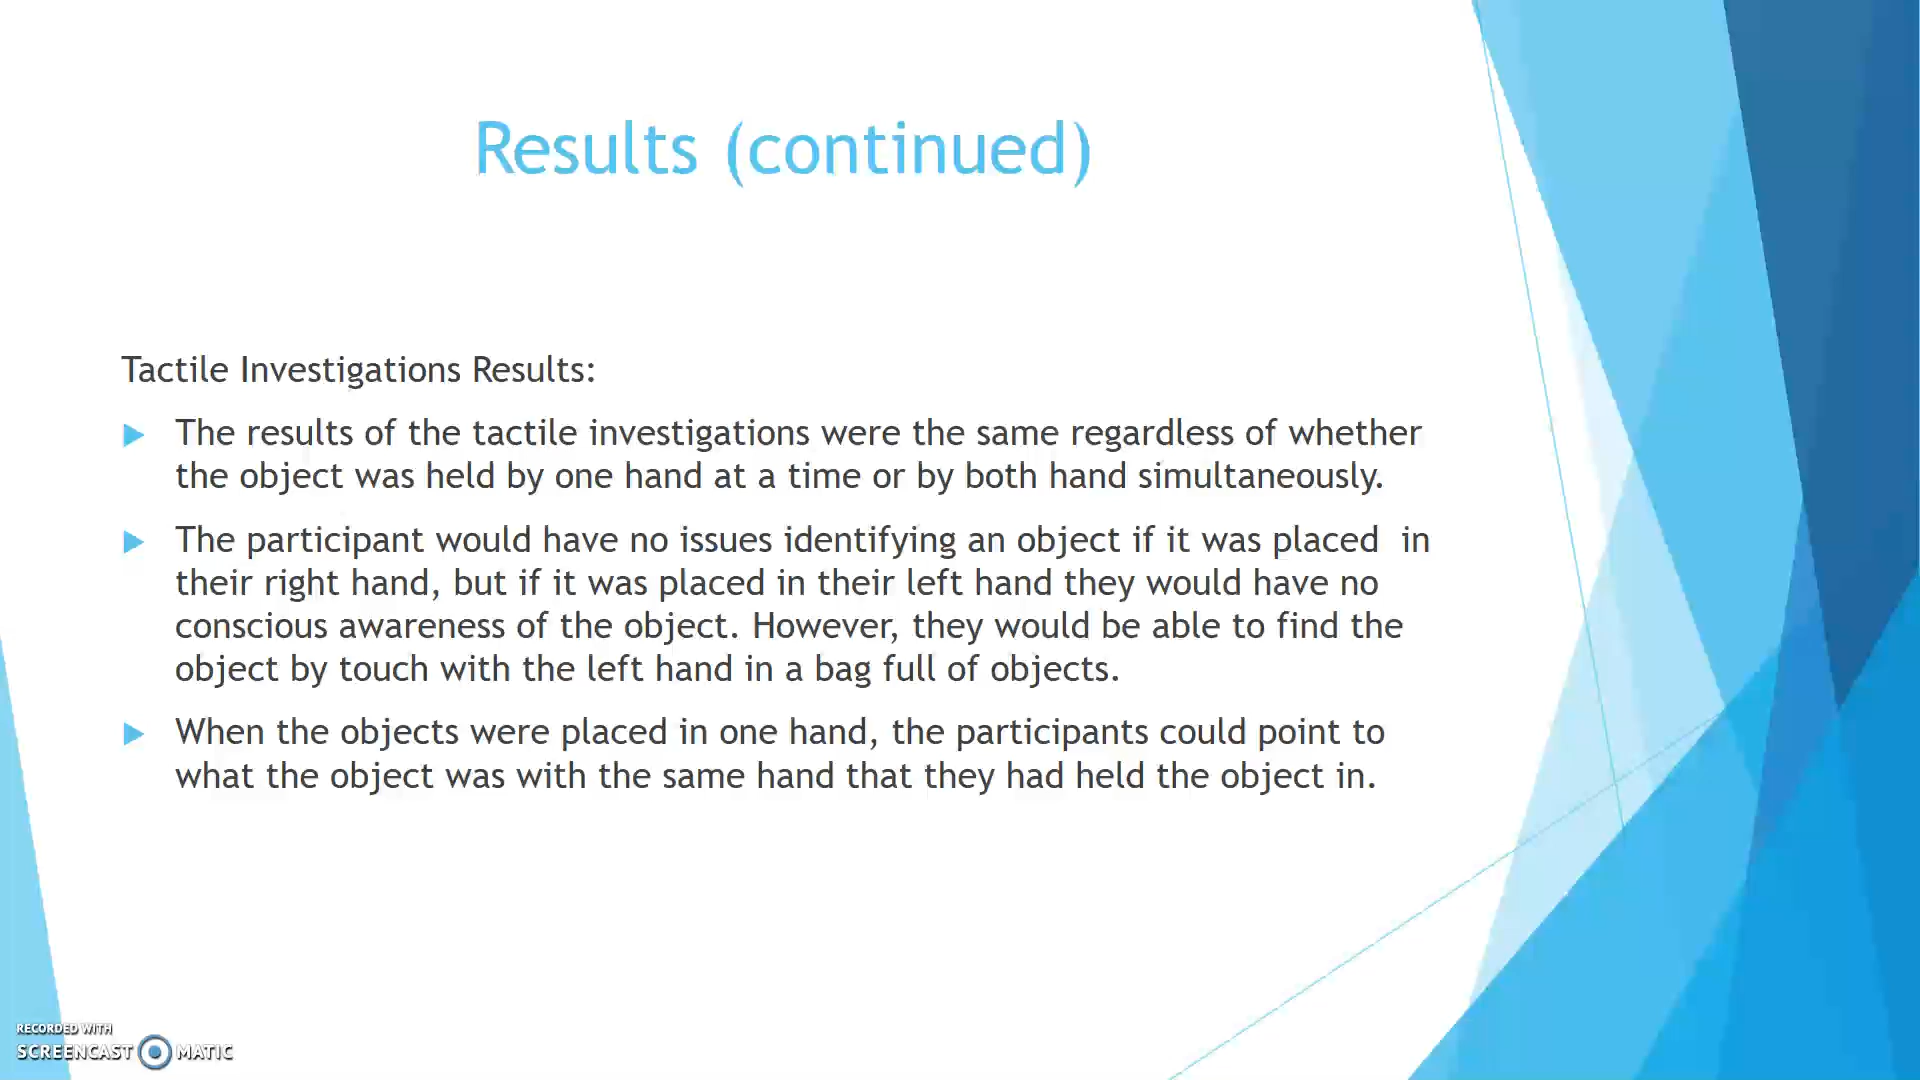 Results (continued)
Tactile Investigations Results:
The results of the tactile investigations were the same regardless of whether
the object was held by one hand at a time or by both hand simultaneously.
The participant would have no issues identifying an object if it was placed  in
their right hand, but if it was placed in their left hand they would have no
conscious awareness of the object. However, they would be able to find the
object by touch with the left hand in a bag full of objects.
When the objects were placed in one hand, the participants could point to
what the object was with the same hand that they had held the object in.
RECORDED WITH
SCREENCAST MATIC